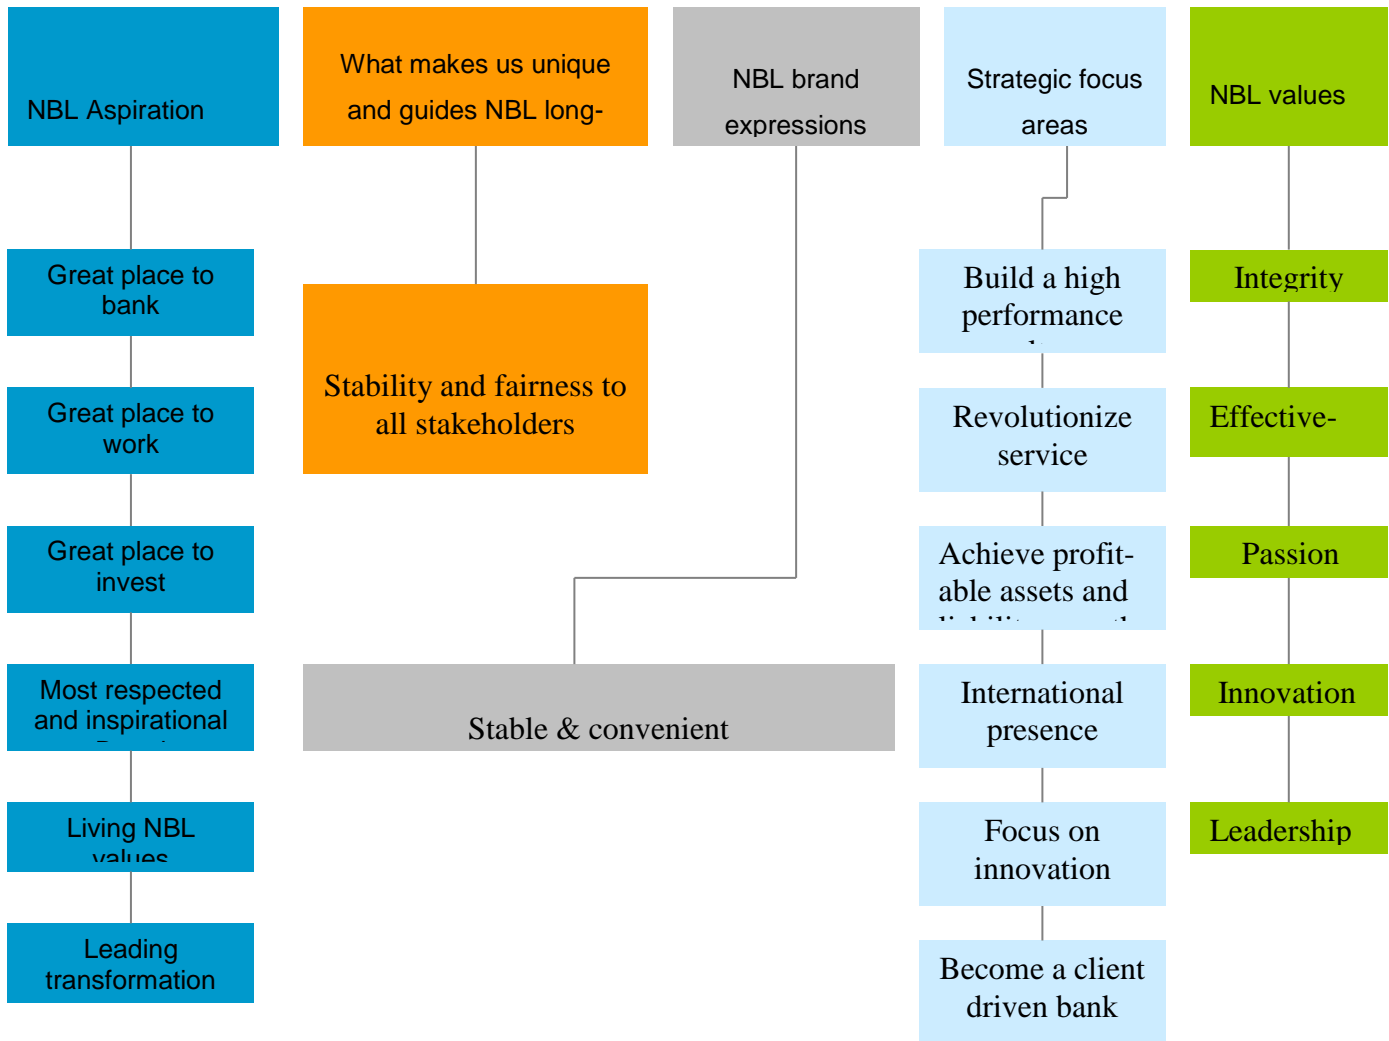 NBL Aspiration
What makes us unique
and guides NBL long-
NBL brand
expressions
Strategic focus
areas
NBL values
Great place to
bank
Great place to
work
Great place to
invest
Most respected
and inspirational
Living NBL
values
Leading
transformation
Stability and fairness to
all stakeholders
Stable & convenient
Build a high
performance
Revolutionize
service
Achieve profit-
able assets and
International
presence
Focus on
innovation
Become a client
driven bank
Integrity
Effective-
Passion
Innovation
Leadership